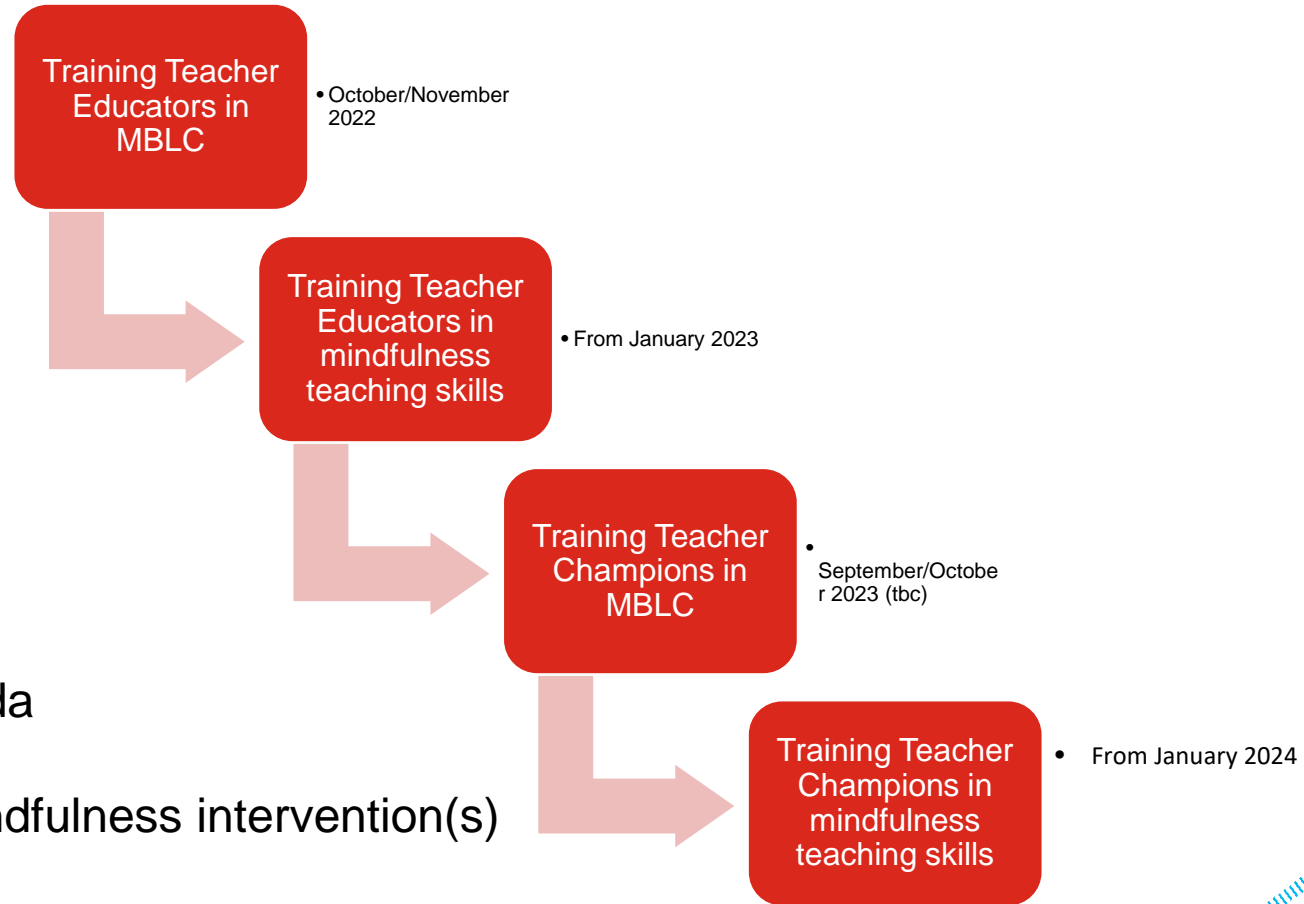 Training Teacher
Educators in
MBLC
• October/November
2022
Training Teacher
Educators in
mindfulness
teaching skills
• From January 2023
Training Teacher
Champions in
MBLC
•
September/Octobe
r 2023 (tbc)
da
ndfulness intervention(s)
Training Teacher
Champions in
mindfulness
teaching skills
• From January 2024